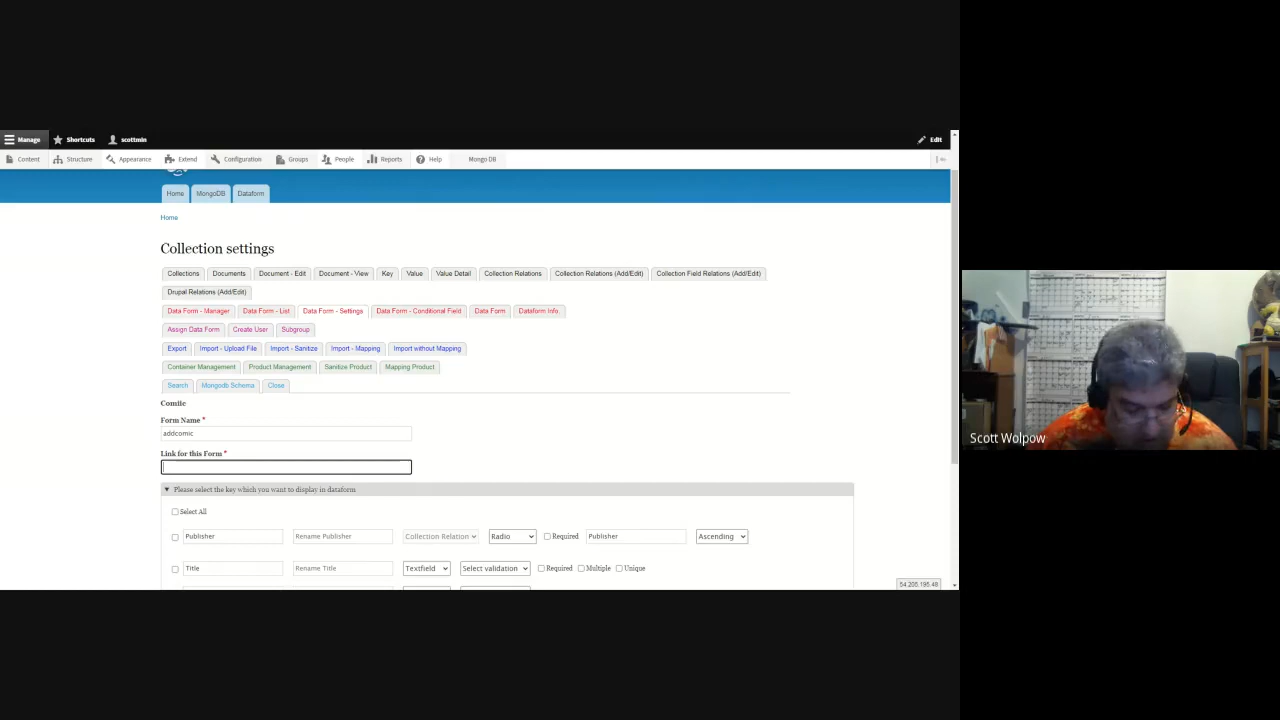 Manage Shortcuts scottmin Edit
Content Structure Appearance Extend Configuration Groups People Reports Help Mongo DB
Home MongoDB Dataform
Home
Collection settings
Collections Documents Document - Edit Document - View Key Value Value Detail Collection Relations Collection Relations (Add/Edit) Collection Field Relations (Add/Edit)
Drupal Relations (Add/Edit)
Data Form - Manager Data Form - List Data Form - Settings Data Form - Conditional Field Data Form Dataform Info.
Assign Data Form Create User Subgroup
Export Import - Upload File Import - Sanitize Import - Mapping Import without Mapping
Container Management Product Management Sanitize Product Mapping Product
Search Mongodb Schema Close
Comiic
Form Name *
addcomic
Link for this Form *
Please select the key which you want to display in dataform
Select All
Publisher Rename Publisher Collection Relation Radio Required Publisher Ascending
Title Rename Title Textfield Select validation Required Multiple Unique
54.205.195.48
Scott Wolpow